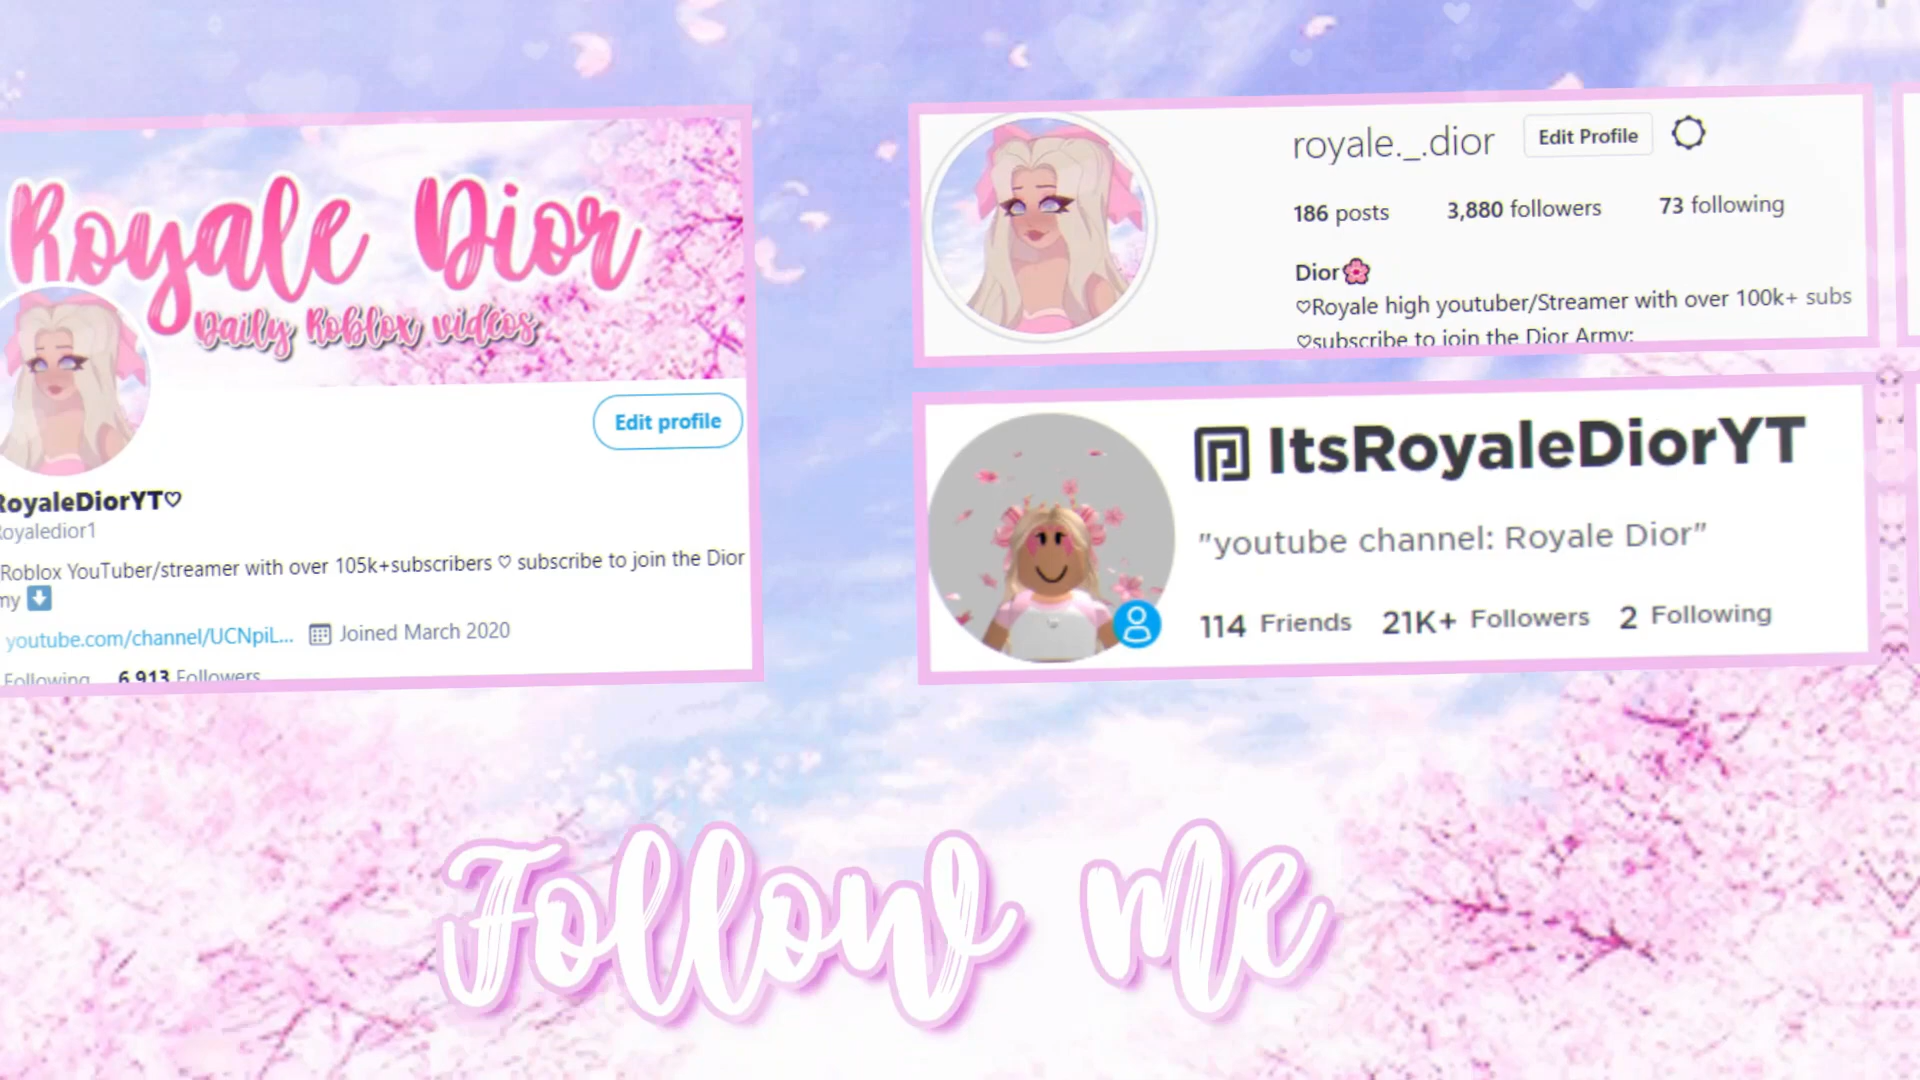 Royale Dior
Daily Roblox videos
Edit profile
RoyaleDiorYT♡
oyaledior1
Roblox YouTuber/streamer with over 105k+subscribers ♡ subscribe to join the Dior
my ⬇
youtube.com/channel/UCNpiL... Joined March 2020
Following 6,913 Followers
royale._.dior Edit Profile
186 posts 3,880 followers 73 following
Dior🌸
♡Royale high youtuber/Streamer with over 100k+ subs
♡subscribe to join the Dior Army:
ItsRoyaleDiorYT
"youtube channel: Royale Dior"
114 Friends 21K+ Followers 2 Following
Follow me